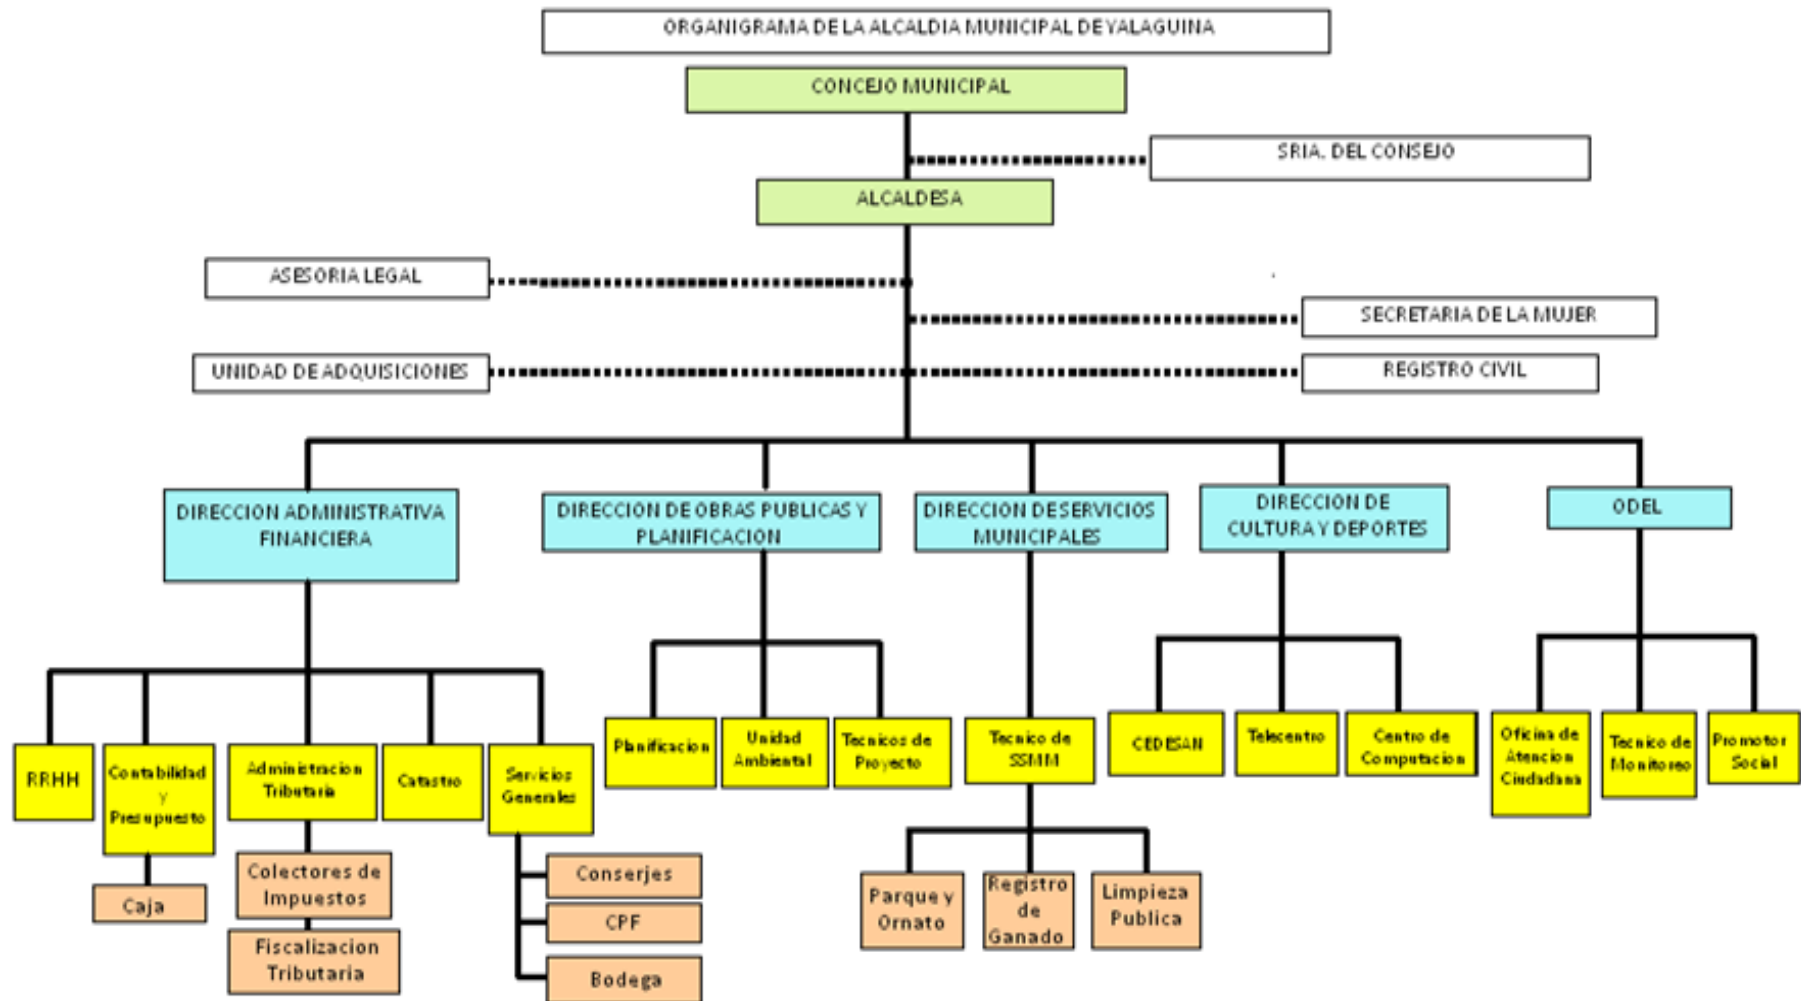 ORGANIGRAMA DE LA ALCALDIA MUNICIPAL DE YALAGUINA
CONCEJO MUNICIPAL
SRIA. DEL CONSEJO
ALCALDESA
ASESORIA LEGAL
SECRETARIA DE LA MUJER
UNIDAD DE ADQUISICIONES
REGISTRO CIVIL
DIRECCION ADMINISTRATIVA
FINANCIERA
DIRECCION DE OBRAS PUBLICAS Y
PLANIFICACION
DIRECCION DE SERVICIOS
MUNICIPALES
DIRECCION DE
CULTURA Y DEPORTES
ODEL
RRHH
Contabilidad
y
Presupuesto
Administracion
Tributaria
Catastro
Servicios
Generales
Planificacion
Unidad
Ambiental
Tecnicos de
Proyecto
Tecnico de
SSMM
CEDESAN
Telecentro
Centro de
Computacion
Oficina de
Atencion
Ciudadana
Tecnico de
Monitoreo
Promotor
Social
Caja
Colectores de
Impuestos
Fiscalizacion
Tributaria
Conserjes
CPF
Bodega
Parque y
Ornato
Registro
de
Ganado
Limpieza
Publica